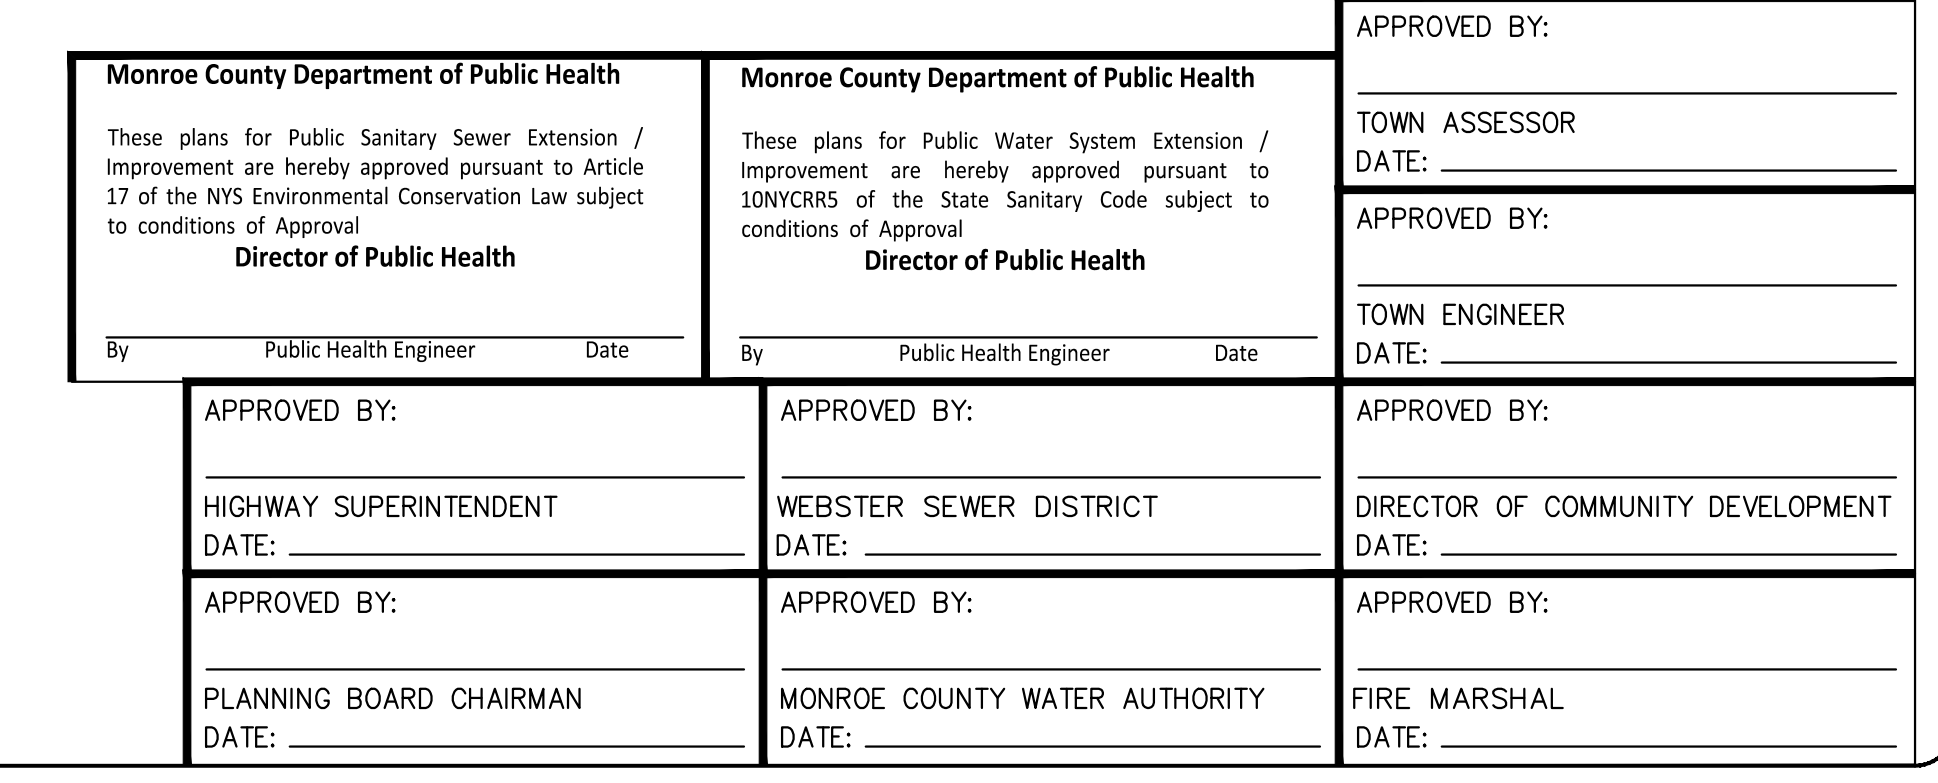 Monroe County Department of Public Health
These plans for Public Sanitary Sewer Extension /
Improvement are hereby approved pursuant to Article
17 of the NYS Environmental Conservation Law subject
to conditions of Approval
Director of Public Health
By Public Health Engineer Date
Monroe County Department of Public Health
These plans for Public Water System Extension /
Improvement are hereby approved pursuant to
10NYCRR5 of the State Sanitary Code subject to
conditions of Approval
Director of Public Health
By Public Health Engineer Date
APPROVED BY:
TOWN ASSESSOR
DATE:
APPROVED BY:
TOWN ENGINEER
DATE:
APPROVED BY:
HIGHWAY SUPERINTENDENT
DATE:
APPROVED BY:
WEBSTER SEWER DISTRICT
DATE:
APPROVED BY:
DIRECTOR OF COMMUNITY DEVELOPMENT
DATE:
APPROVED BY:
PLANNING BOARD CHAIRMAN
DATE:
APPROVED BY:
MONROE COUNTY WATER AUTHORITY
DATE:
APPROVED BY:
FIRE MARSHAL
DATE: